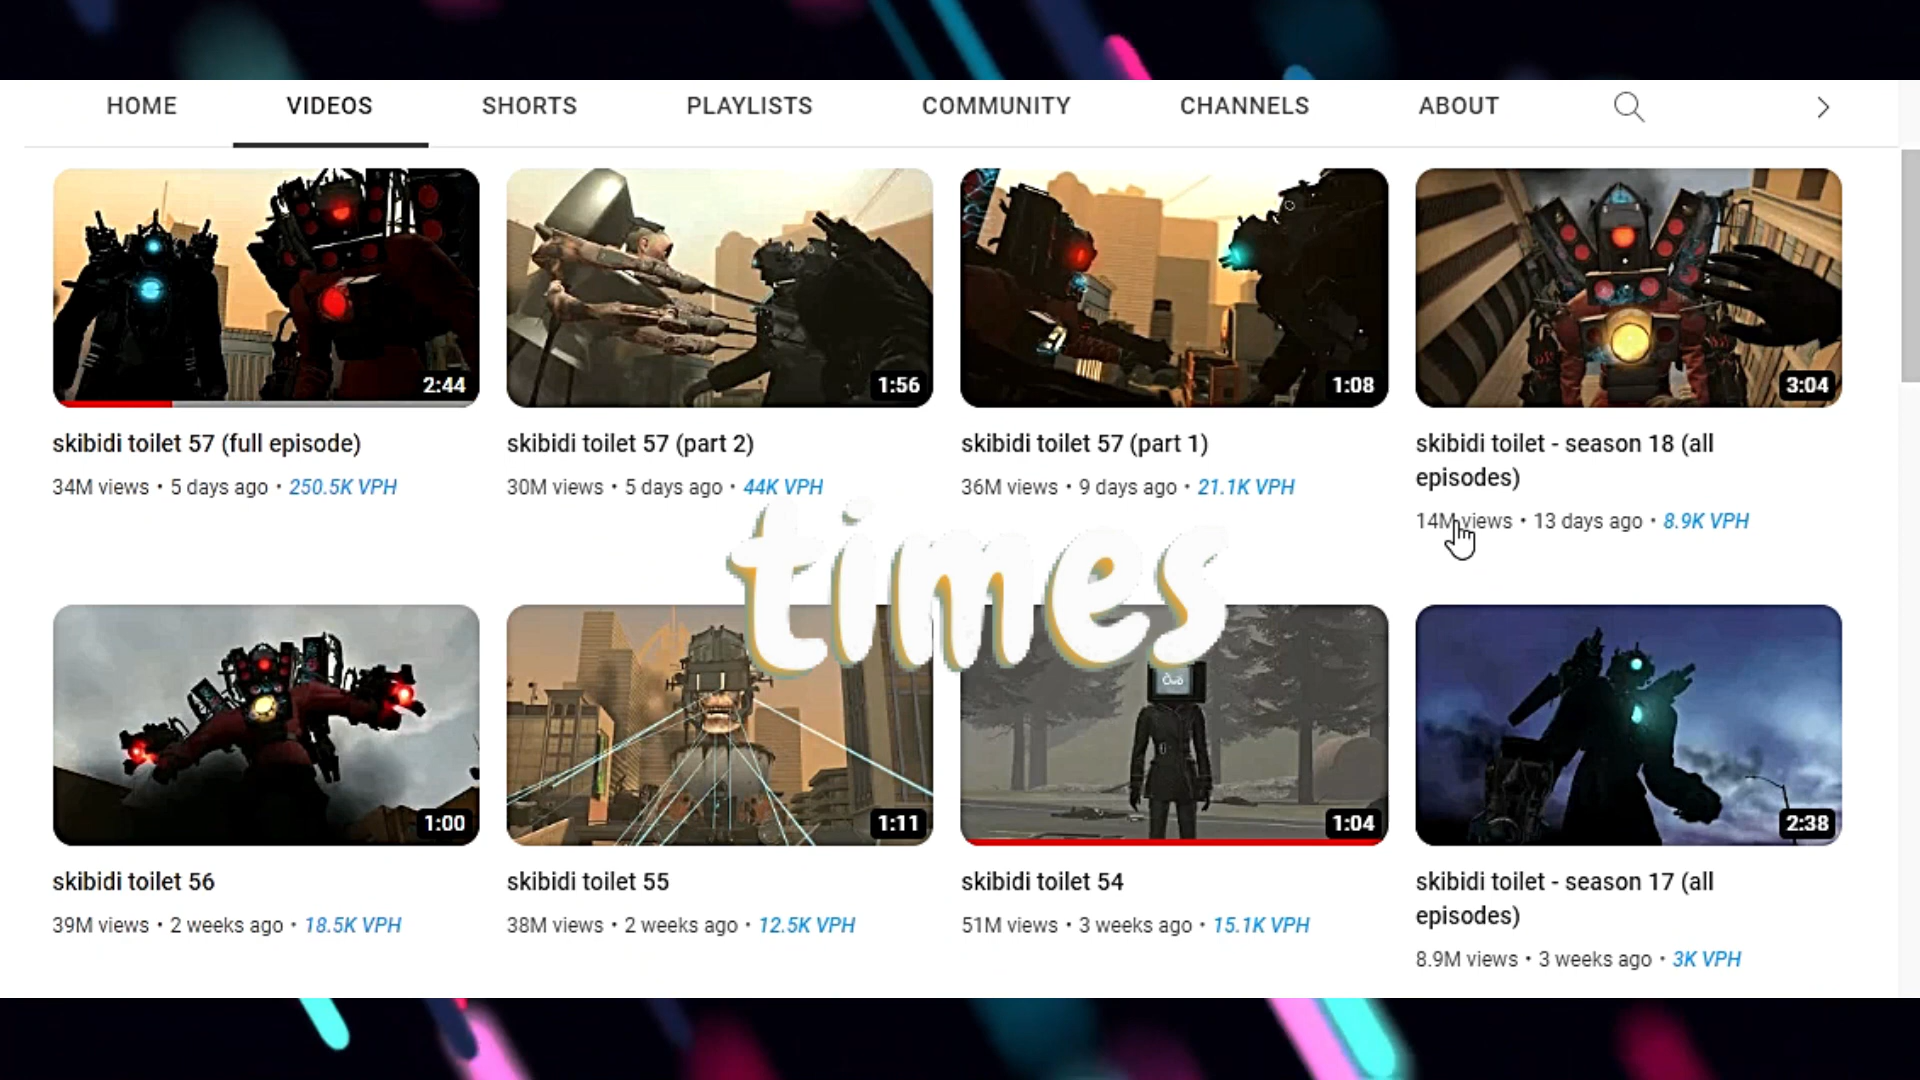 HOME VIDEOS SHORTS PLAYLISTS COMMUNITY CHANNELS ABOUT
2:44 1:56 1:08 3:04
skibidi toilet 57 (full episode)
34M views • 5 days ago • 250.5K VPH
skibidi toilet 57 (part 2)
30M views • 5 days ago • 44K VPH
skibidi toilet 57 (part 1)
36M views • 9 days ago • 21.1K VPH
skibidi toilet - season 18 (all
episodes)
14M views • 13 days ago • 8.9K VPH
times
1:00 1:11 1:04 2:38
skibidi toilet 56
39M views • 2 weeks ago • 18.5K VPH
skibidi toilet 55
38M views • 2 weeks ago • 12.5K VPH
skibidi toilet 54
51M views • 3 weeks ago • 15.1K VPH
skibidi toilet - season 17 (all
episodes)
8.9M views • 3 weeks ago • 3K VPH